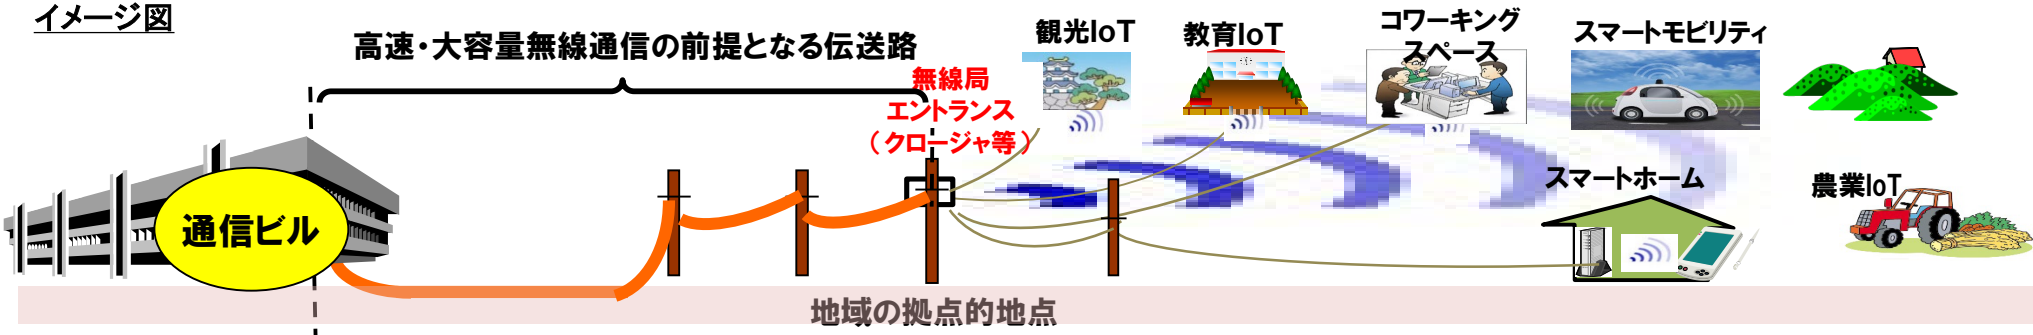 イメージ図
高速・大容量無線通信の前提となる伝送路
無線局
エントランス
（クロージャ等）
観光IoT
教育IoT
コワーキング
スペース
スマートモビリティ
通信ビル
スマートホーム
農業IoT
地域の拠点的地点